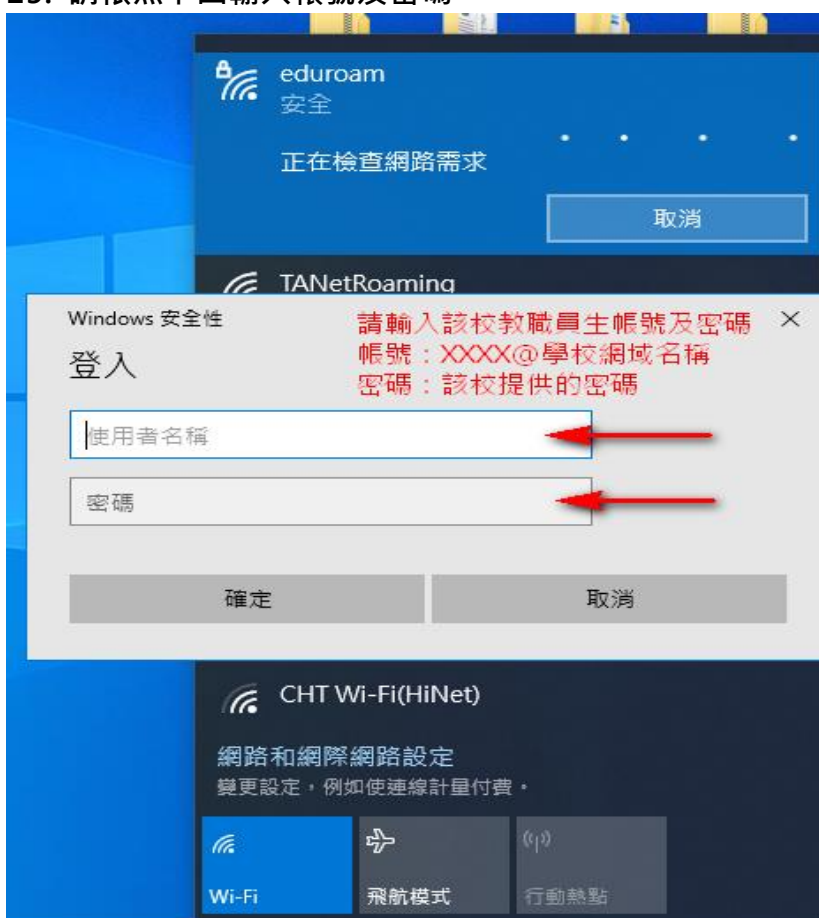 eduroam
安全
正在檢查網路需求
取消
TANetRoaming
Windows 安全性
請輸入該校教職員生帳號及密碼
登入
帳號：XXXX@學校網域名稱
密碼：該校提供的密碼
使用者名稱
密碼
確定
取消
CHT Wi-Fi(HiNet)
網路和網際網路設定
變更設定，例如使連線計量付費。
Wi-Fi
飛航模式
行動熱點